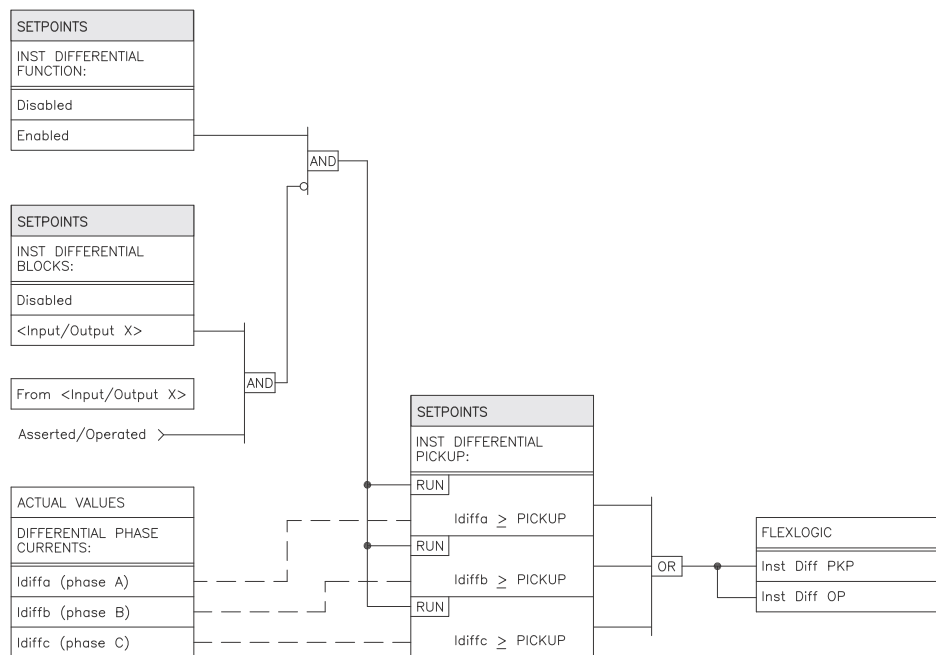 SETPOINTS
INST DIFFERENTIAL
FUNCTION:
Disabled
Enabled
AND
SETPOINTS
INST DIFFERENTIAL
BLOCKS:
Disabled
<Input/Output X>
AND
From <Input/Output X>
Asserted/Operated
SETPOINTS
INST DIFFERENTIAL
PICKUP:
RUN
Idiffa ≥ PICKUP
RUN
Idiffb ≥ PICKUP
RUN
Idiffc ≥ PICKUP
ACTUAL VALUES
DIFFERENTIAL PHASE
CURRENTS:
Idiffa (phase A)
Idiffb (phase B)
Idiffc (phase C)
OR
FLEXLOGIC
Inst Diff PKP
Inst Diff OP